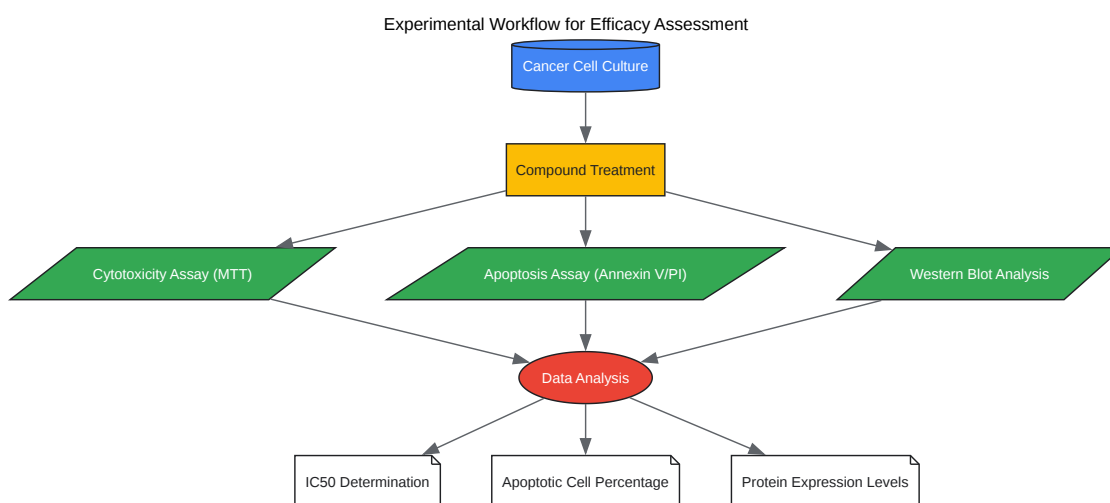 Experimental Workflow for Efficacy Assessment
Cancer Cell Culture
Compound Treatment
Cytotoxicity Assay (MTT)
Apoptosis Assay (Annexin V/PI)
Western Blot Analysis
Data Analysis
IC50 Determination
Apoptotic Cell Percentage
Protein Expression Levels